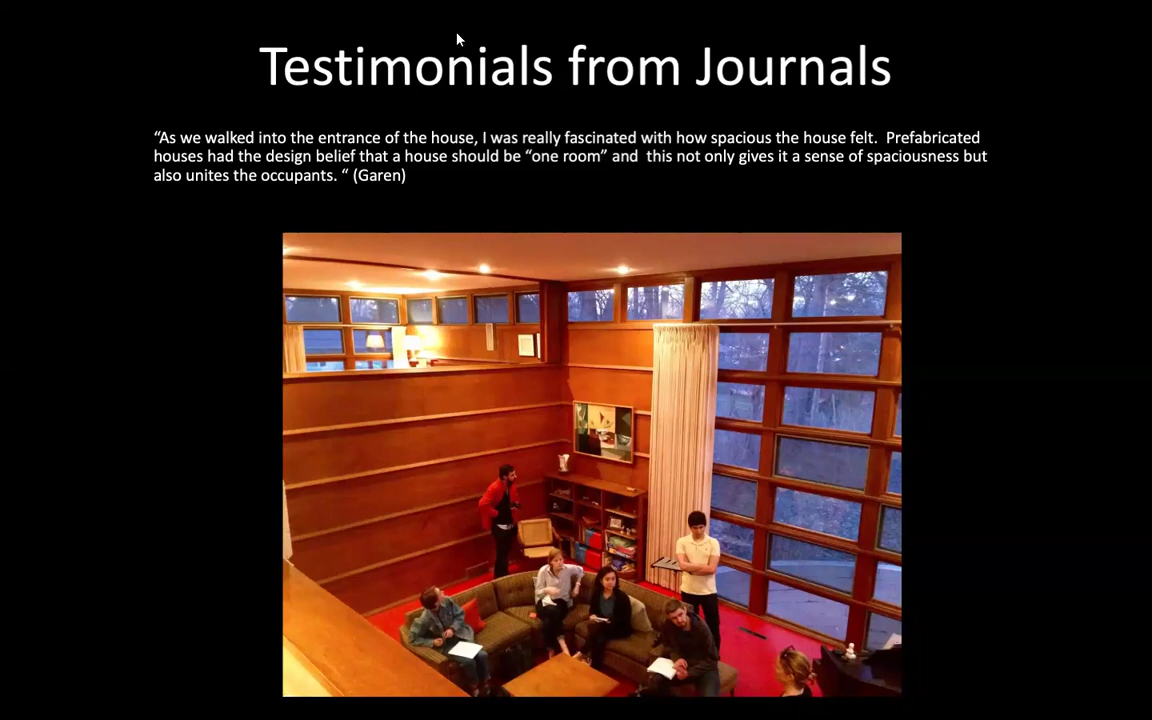 Testimonials from Journals
“As we walked into the entrance of the house, I was really fascinated with how spacious the house felt.  Prefabricated
houses had the design belief that a house should be “one room” and  this not only gives it a sense of spaciousness but
also unites the occupants. “ (Garen)